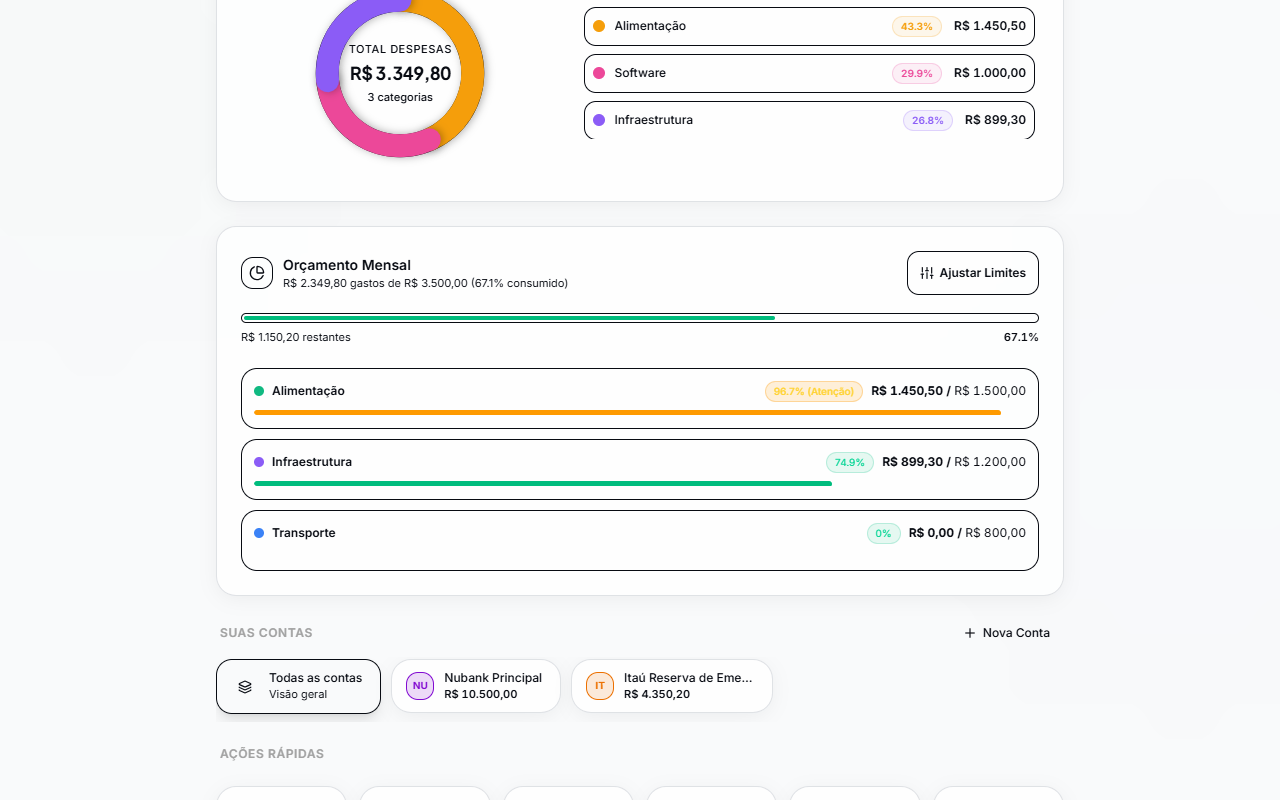 TOTAL DESPESAS
R$ 3.349,80
3 categorias
Alimentação 43.3% R$ 1.450,50
Software 29.9% R$ 1.000,00
Infraestrutura 26.8% R$ 899,30
Orçamento Mensal
R$ 2.349,80 gastos de R$ 3.500,00 (67.1% consumido)
Ajustar Limites
R$ 1.150,20 restantes 67.1%
Alimentação 96.7% (Atenção) R$ 1.450,50 / R$ 1.500,00
Infraestrutura 74.9% R$ 899,30 / R$ 1.200,00
Transporte 0% R$ 0,00 / R$ 800,00
SUAS CONTAS
Nova Conta
Todas as contas
Visão geral
NU
Nubank Principal
R$ 10.500,00
IT
Itaú Reserva de Eme...
R$ 4.350,20
AÇÕES RÁPIDAS